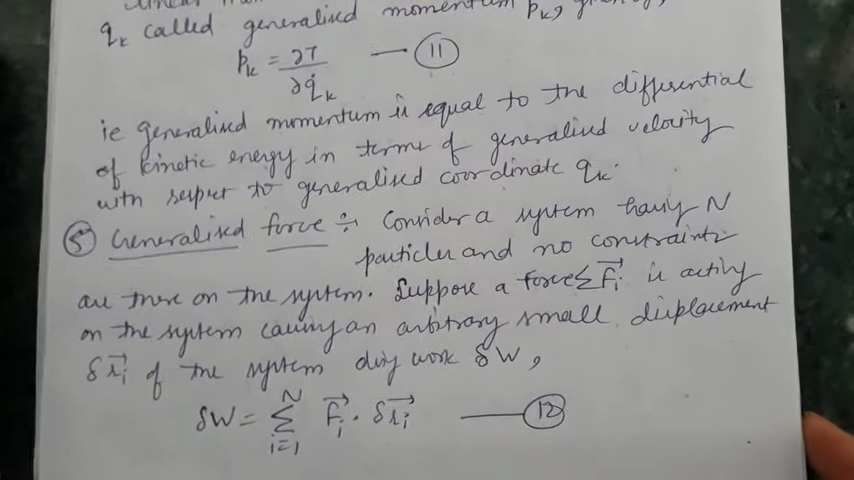 qₖ called generalised momentum pₖ,
pₖ = ∂T/∂q̇ₖ — (11)
ie generalised momentum is equal to the differential
of kinetic energy in terms of generalised velocity
with respect to generalised coordinate qₖ.
(5) Generalised force ÷ Consider a system having N
particles and no constraints
are there on the system. Suppose a force Σ F⃗ᵢ is acting
on the system causing an arbitrary small displacement
δr⃗ᵢ of the system doing work δW,
δW = Σᵢ₌₁ᴺ F⃗ᵢ · δr⃗ᵢ — (12)